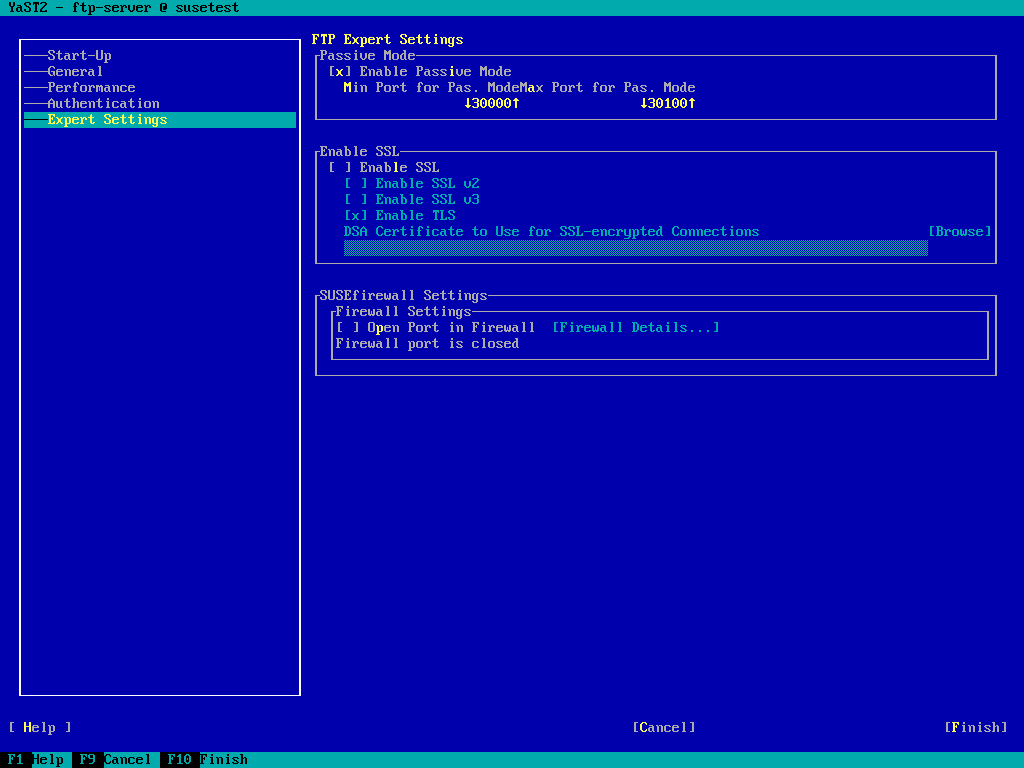 YaST2 - ftp-server @ susetest
Start-Up
General
Performance
Authentication
Expert Settings
FTP Expert Settings
Passive Mode
[x] Enable Passive Mode
Min Port for Pas. ModeMax Port for Pas. Mode
↓30000↑ ↓30100↑
Enable SSL
[ ] Enable SSL
[ ] Enable SSL v2
[ ] Enable SSL v3
[x] Enable TLS
DSA Certificate to Use for SSL-encrypted Connections [Browse]
SUSEfirewall Settings
Firewall Settings
[ ] Open Port in Firewall [Firewall Details...]
Firewall port is closed
[ Help ] [Cancel] [Finish]
F1 Help F9 Cancel F10 Finish